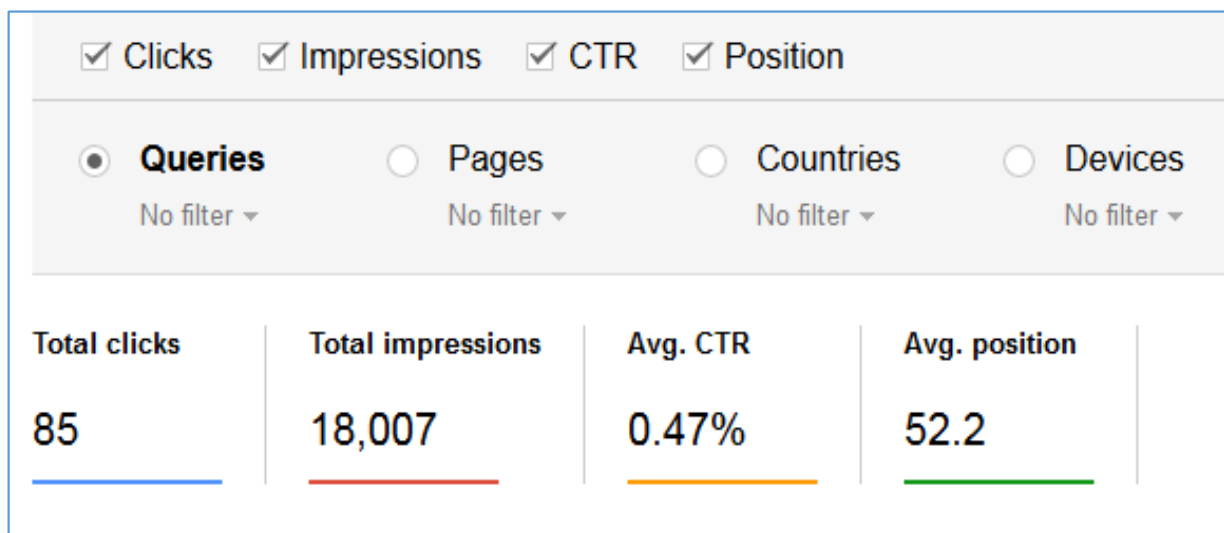 Clicks Impressions CTR Position
Queries Pages Countries Devices
No filter No filter No filter No filter
Total clicks Total impressions Avg. CTR Avg. position
85 18,007 0.47% 52.2